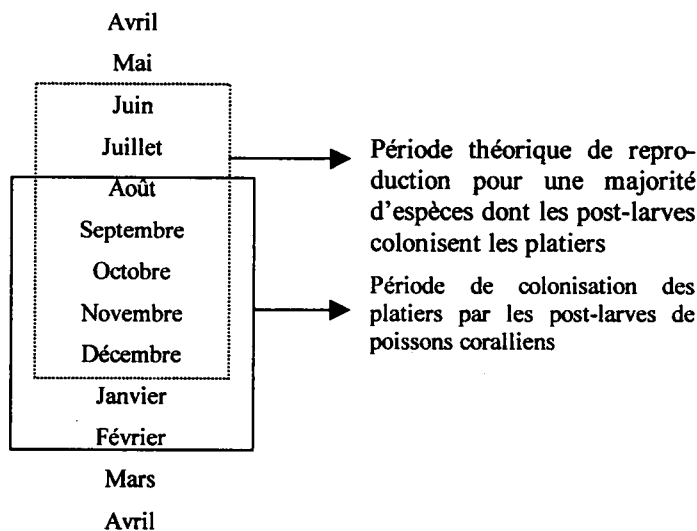 Avril
Mai
Juin
Juillet
Août
Septembre
Octobre
Novembre
Décembre
Janvier
Février
Mars
Avril
Période théorique de repro-
duction pour une majorité
d'espèces dont les post-larves
colonisent les platiers
Période de colonisation des
platiers par les post-larves de
poissons coralliens